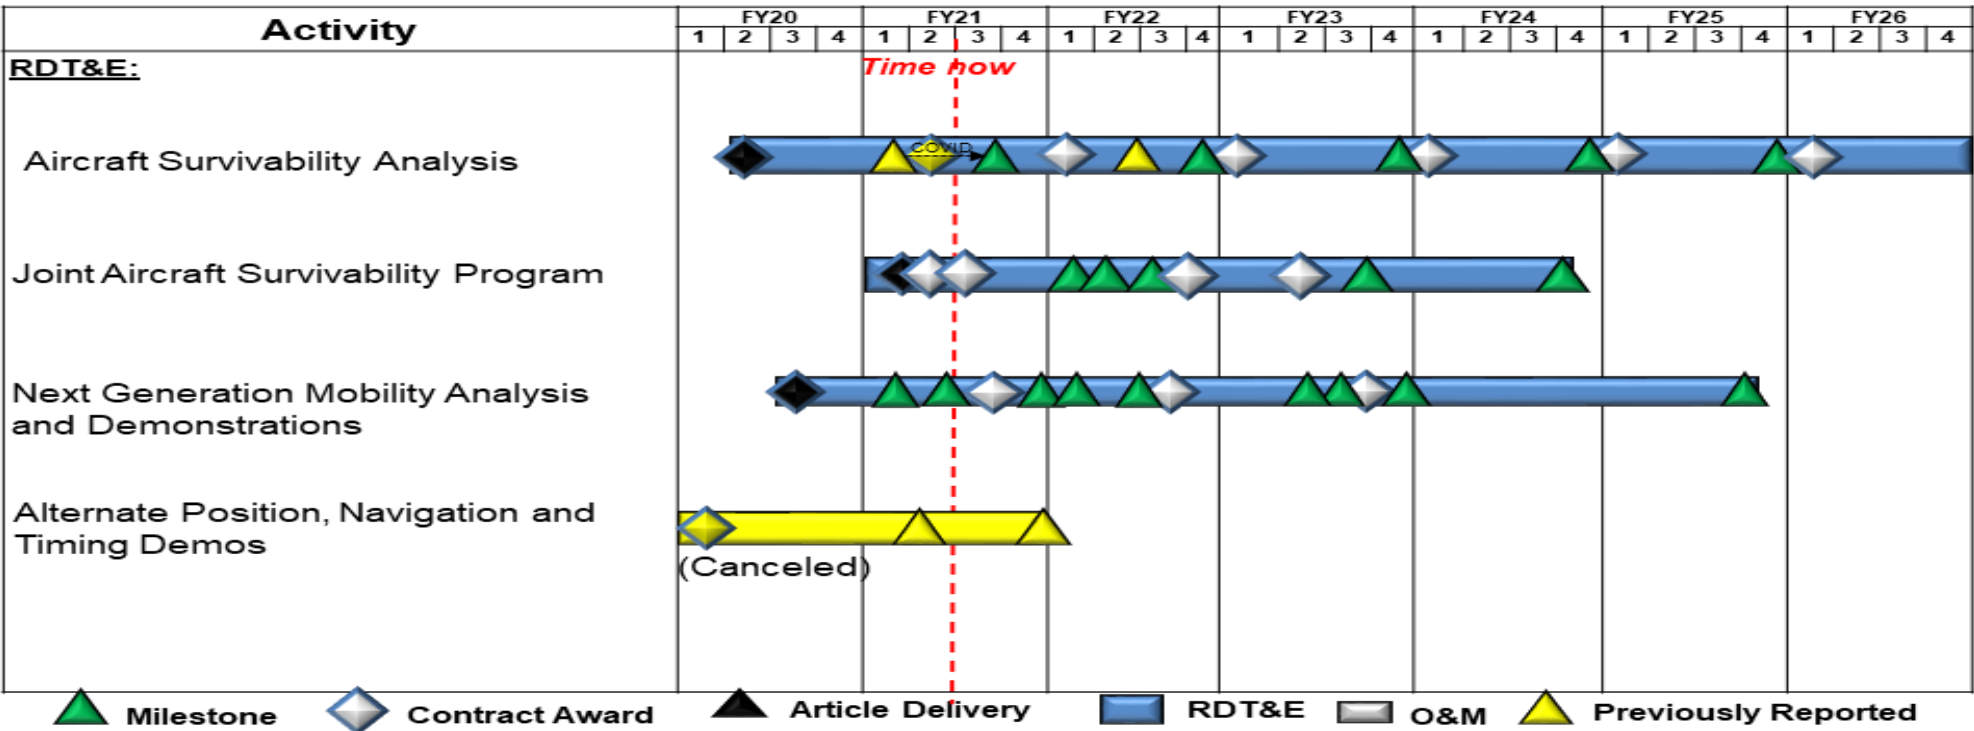 Activity
FY20 FY21 FY22 FY23 FY24 FY25 FY26
1 2 3 4 1 2 3 4 1 2 3 4 1 2 3 4 1 2 3 4 1 2 3 4 1 2 3 4
RDT&E:
Time now
Aircraft Survivability Analysis
COVID
Joint Aircraft Survivability Program
Next Generation Mobility Analysis
and Demonstrations
Alternate Position, Navigation and
Timing Demos
(Canceled)
Milestone Contract Award Article Delivery RDT&E O&M Previously Reported